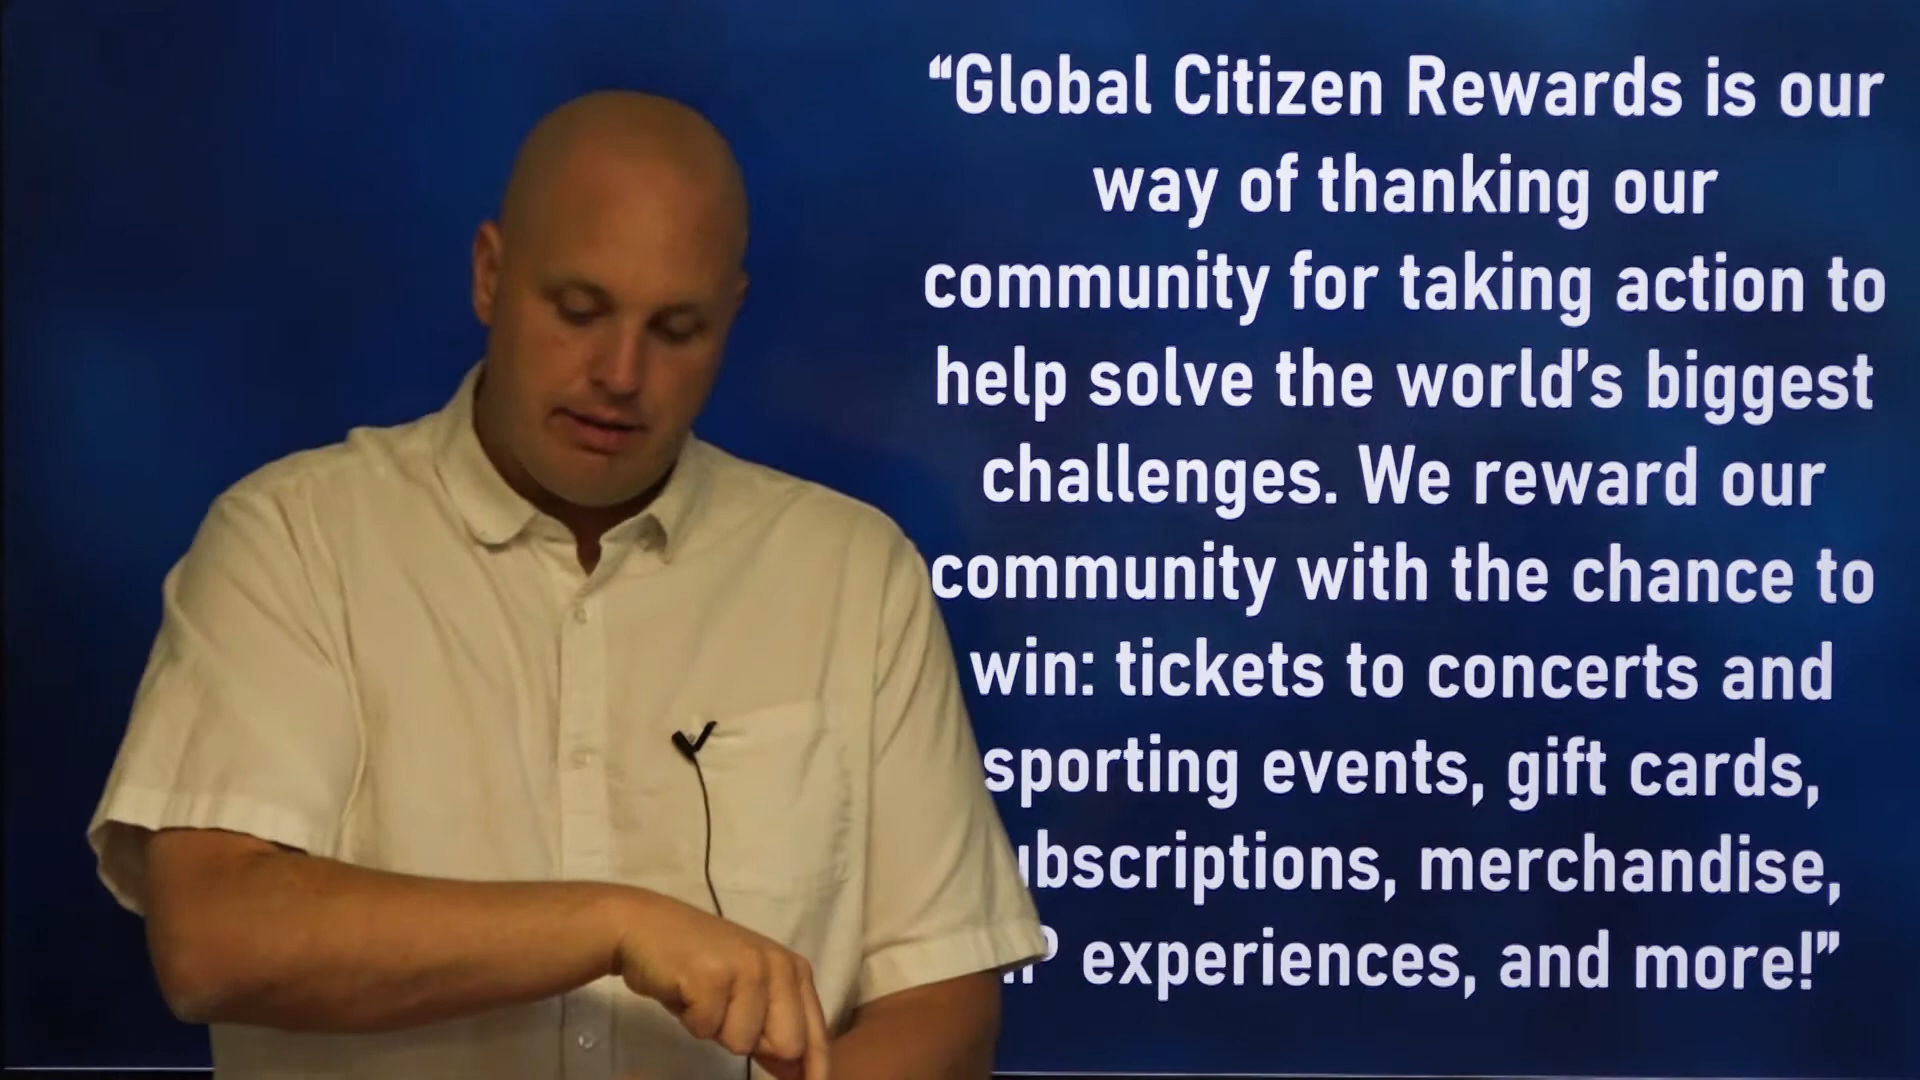 “Global Citizen Rewards is our
way of thanking our
community for taking action to
help solve the world’s biggest
challenges. We reward our
community with the chance to
win: tickets to concerts and
sporting events, gift cards,
merchandise,
experiences, and more!”